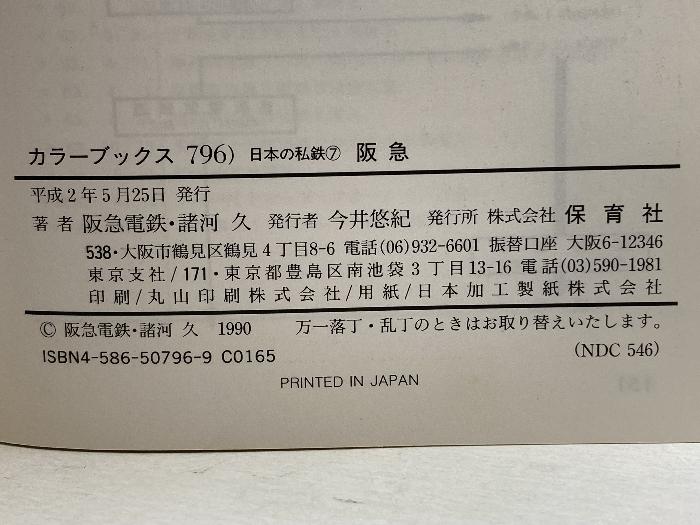 カラーブックス 796) 日本の私鉄⑦ 阪急
平成2年5月25日 発行
著者 阪急電鉄・諸河 久 発行者 今井悠紀 発行所 株式会社 保育社
538・大阪市鶴見区鶴見4丁目8-6 電話(06)932-6601 振替口座 大阪6-12346
東京支社/171・東京都豊島区南池袋3丁目13-16 電話(03)590-1981
印刷/丸山印刷株式会社/用紙/日本加工製紙株式会社
© 阪急電鉄・諸河 久 1990 万一落丁・乱丁のときはお取り替えいたします。
ISBN4-586-50796-9 C0165 (NDC 546)
PRINTED IN JAPAN